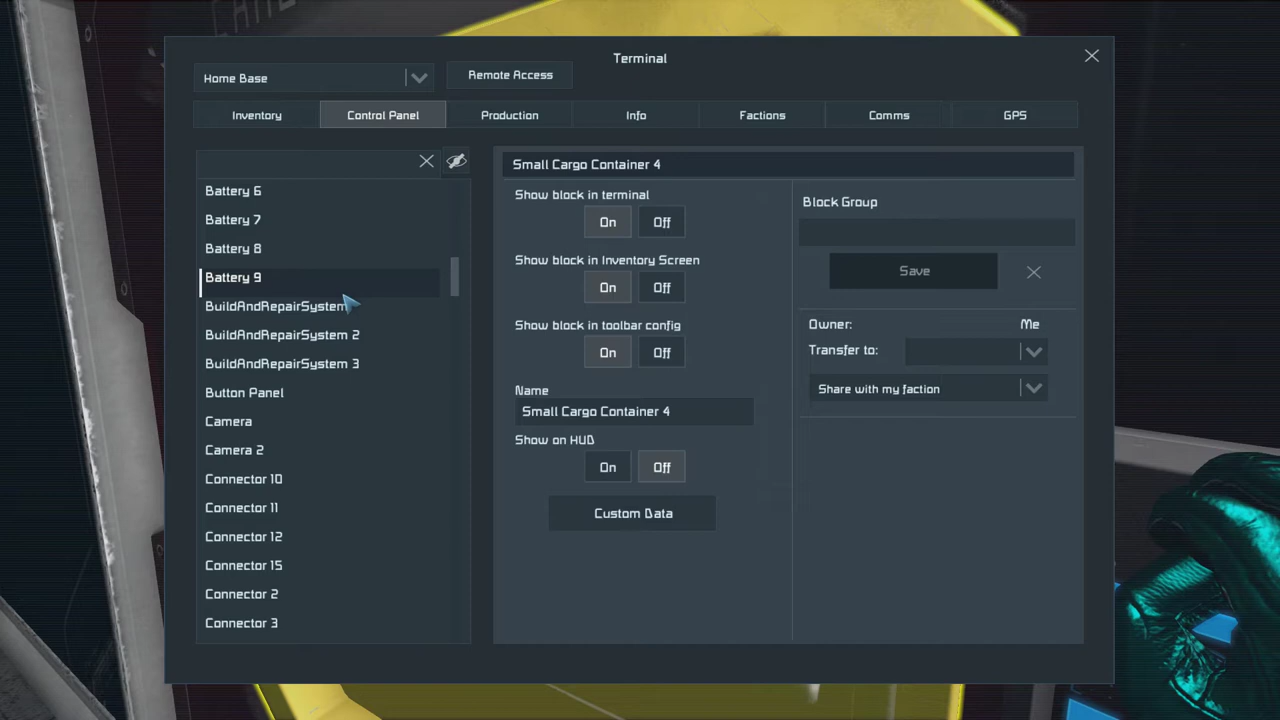 Terminal
Home Base
Remote Access
Inventory
Control Panel
Production
Info
Factions
Comms
GPS
Battery 6
Battery 7
Battery 8
Battery 9
BuildAndRepairSystem
BuildAndRepairSystem 2
BuildAndRepairSystem 3
Button Panel
Camera
Camera 2
Connector 10
Connector 11
Connector 12
Connector 15
Connector 2
Connector 3
Small Cargo Container 4
Show block in terminal
On Off
Show block in Inventory Screen
On Off
Show block in toolbar config
On Off
Name
Small Cargo Container 4
Show on HUD
On Off
Custom Data
Block Group
Save
Owner: Me
Transfer to:
Share with my faction